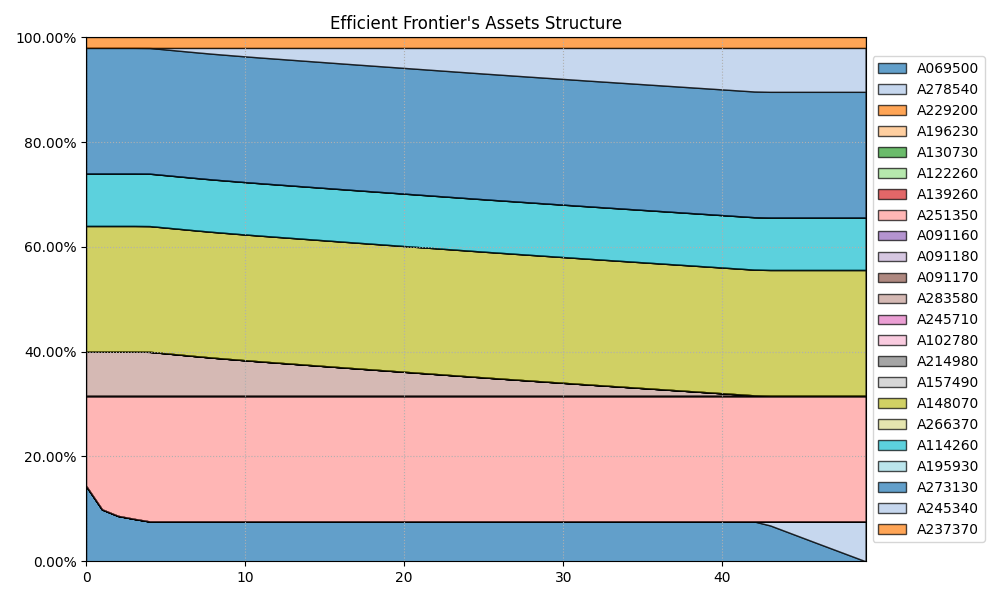 Efficient Frontier's Assets Structure
100.00%
80.00%
60.00%
40.00%
20.00%
0.00%
0
10
20
30
40
A069500
A278540
A229200
A196230
A130730
A122260
A139260
A251350
A091160
A091180
A091170
A283580
A245710
A102780
A214980
A157490
A148070
A266370
A114260
A195930
A273130
A245340
A237370